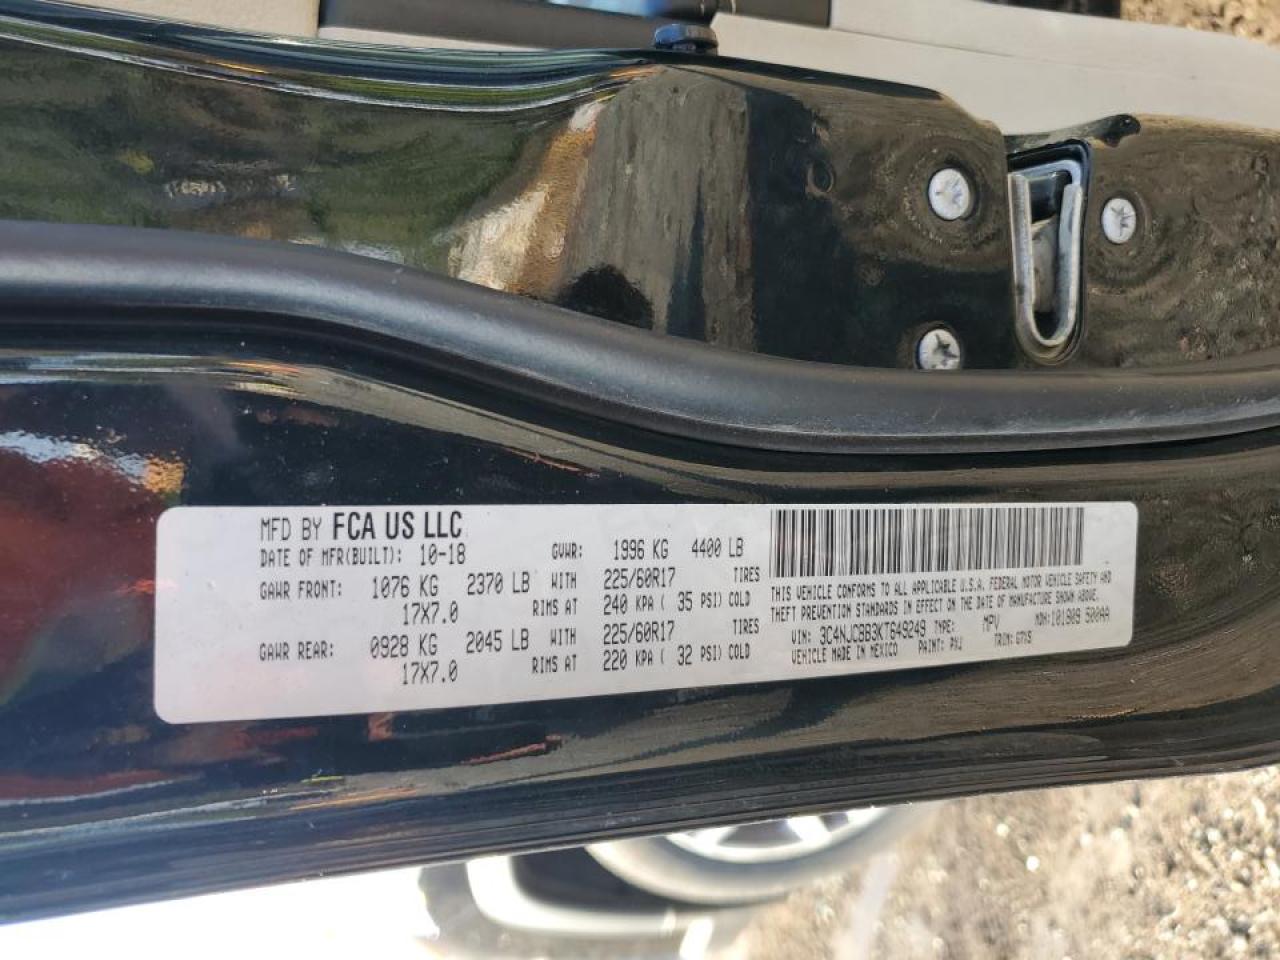 MFD BY FCA US LLC
DATE OF MFR(BUILT): 10-18 GVWR: 1996 KG 4400 LB
GAWR FRONT: 1076 KG 2370 LB WITH 225/60R17 TIRES
17X7.0 RIMS AT 240 KPA ( 35 PSI) COLD
GAWR REAR: 0928 KG 2045 LB WITH 225/60R17 TIRES
17X7.0 RIMS AT 220 KPA ( 32 PSI) COLD
THIS VEHICLE CONFORMS TO ALL APPLICABLE U.S.A. FEDERAL MOTOR VEHICLE SAFETY AND
THEFT PREVENTION STANDARDS IN EFFECT ON THE DATE OF MANUFACTURE SHOWN ABOVE.
VIN: 3C4NJCBB3KT649249 TYPE: MPV MDH:101909 500AA
VEHICLE MADE IN MEXICO PAINT: PXJ TRIM: